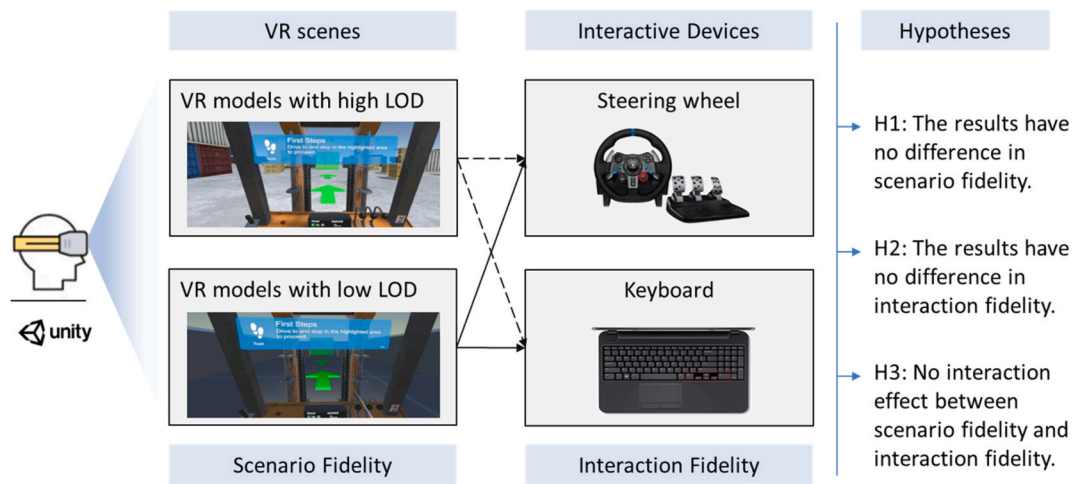 VR scenes
Interactive Devices
Hypotheses
VR models with high LOD
First Steps
Drive to and stop in the highlighted area
to proceed.
Task
Steering wheel
H1: The results have
no difference in
scenario fidelity.
unity
VR models with low LOD
First Steps
Drive to and stop in the highlighted area
to proceed.
Task
Keyboard
H2: The results have
no difference in
interaction fidelity.
H3: No interaction
effect between
scenario fidelity and
interaction fidelity.
Scenario Fidelity
Interaction Fidelity